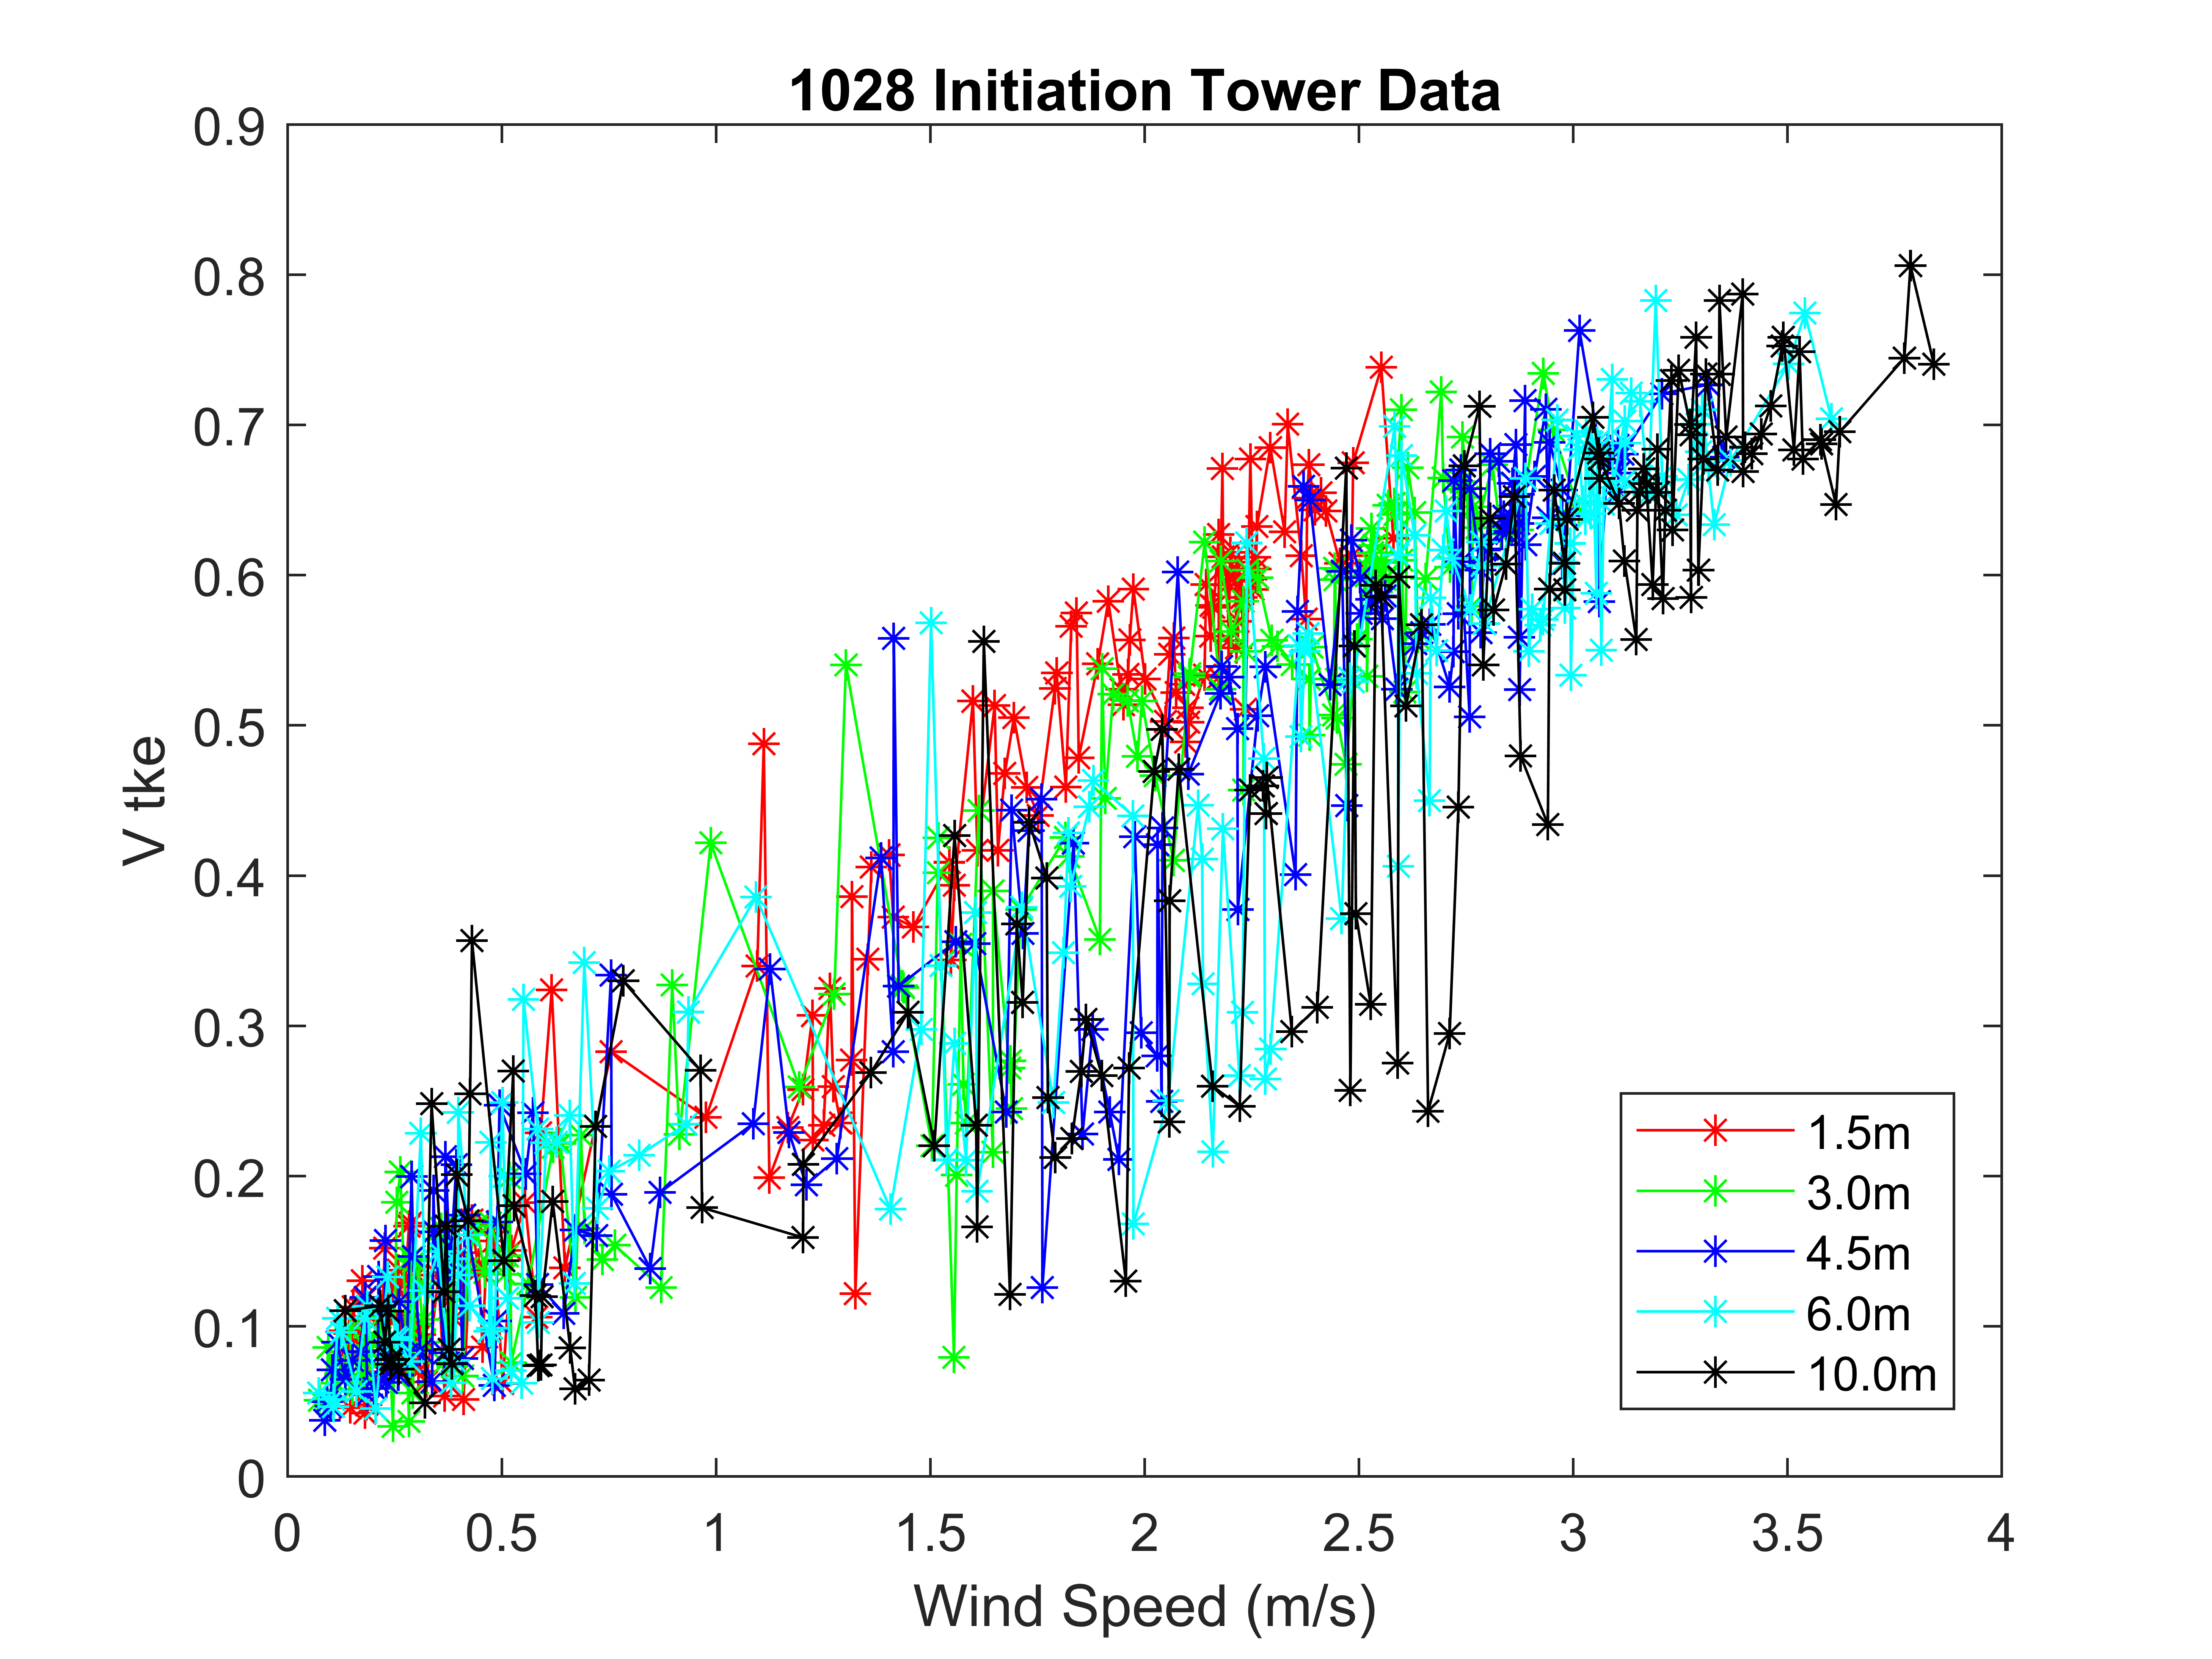 1028 Initiation Tower Data
0.9
0.8
0.7
0.6
0.5
0.4
0.3
0.2
0.1
0
V tke
0 0.5 1 1.5 2 2.5 3 3.5 4
Wind Speed (m/s)
1.5m
3.0m
4.5m
6.0m
10.0m